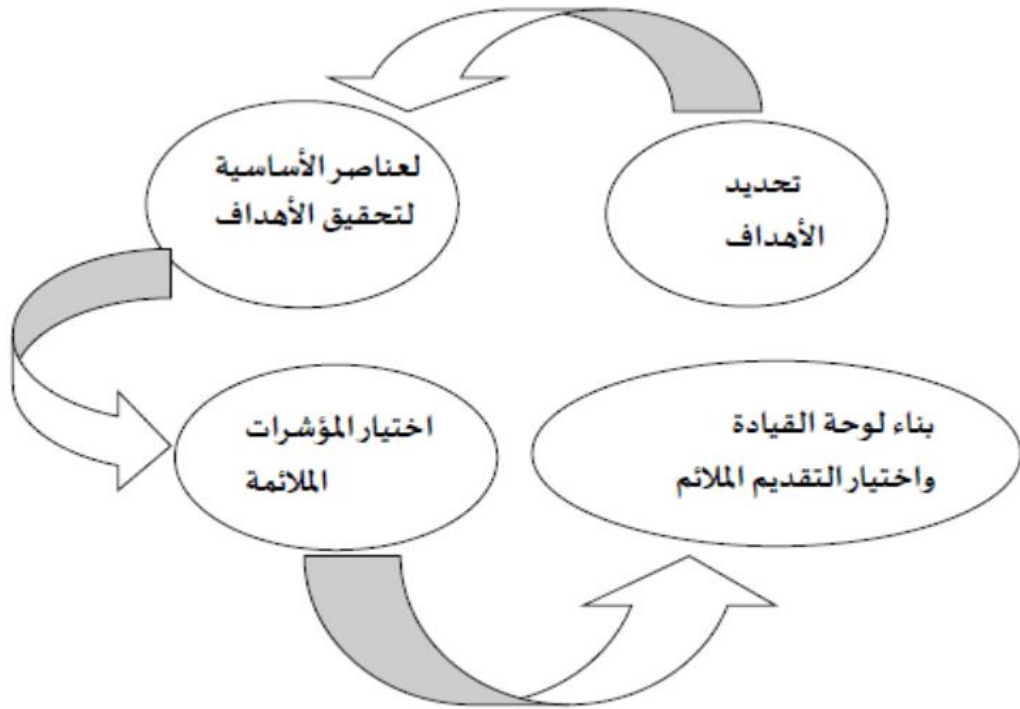 تحديد
الأهداف
لعناصر الأساسية
لتحقيق الأهداف
اختيار المؤشرات
الملائمة
بناء لوحة القيادة
واختيار التقديم الملائم